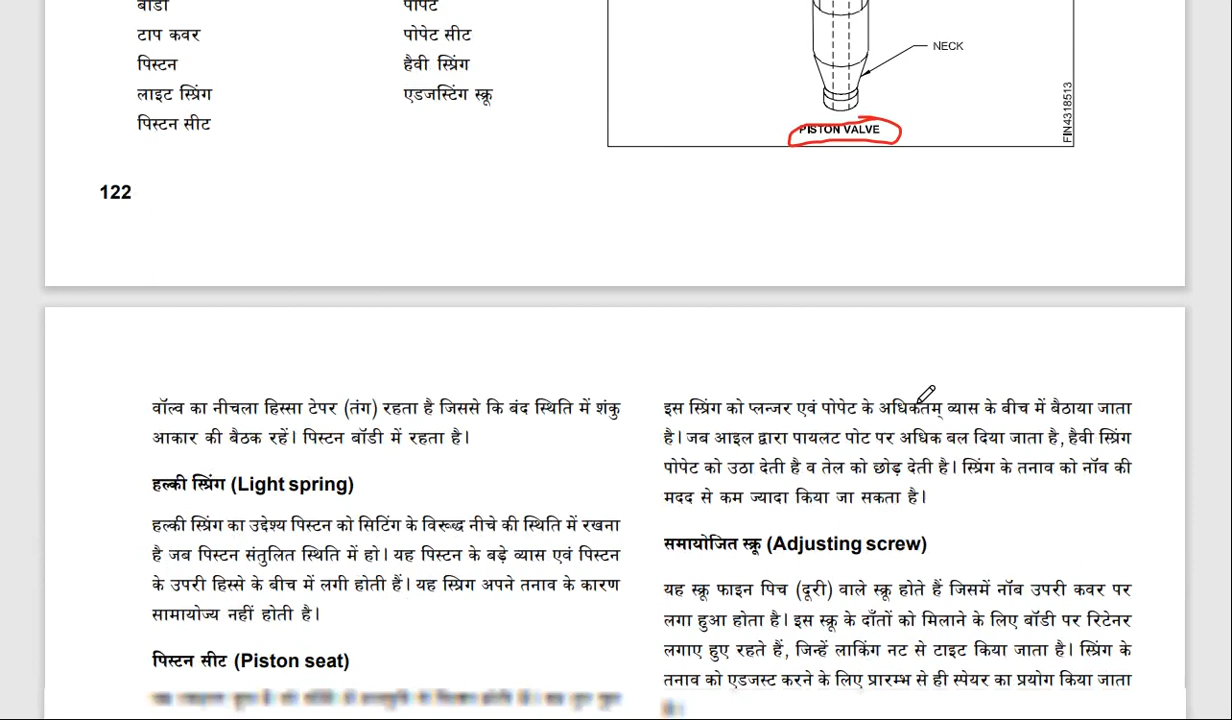 बॉडी
टाप कवर
पिस्टन
लाइट स्प्रिंग
पिस्टन सीट
पोपेट
पोपेट सीट
हैवी स्प्रिंग
एडजस्टिंग स्क्रू
NECK
PISTON VALVE
FIN4318513
122
वॉल्व का नीचला हिस्सा टेपर (तंग) रहता है जिससे कि बंद स्थिति में शंकु
आकार की बैठक रहें। पिस्टन बॉडी में रहता है।
हल्की स्प्रिंग (Light spring)
हल्की स्प्रिंग का उद्देश्य पिस्टन को सिटिंग के विरूद्ध नीचे की स्थिति में रखना
है जब पिस्टन संतुलित स्थिति में हो। यह पिस्टन के बड़े व्यास एवं पिस्टन
के उपरी हिस्से के बीच में लगी होती हैं। यह स्प्रिग अपने तनाव के कारण
सामायोज्य नहीं होती है।
पिस्टन सीट (Piston seat)
इस स्प्रिंग को प्लन्जर एवं पोपेट के अधिकतम् व्यास के बीच में बैठाया जाता
है। जब आइल द्वारा पायलट पोट पर अधिक बल दिया जाता है, हैवी स्प्रिंग
पोपेट को उठा देती है व तेल को छोड़ देती है। स्प्रिंग के तनाव को नॉव की
मदद से कम ज्यादा किया जा सकता है।
समायोजित स्क्रू (Adjusting screw)
यह स्क्रू फाइन पिच (दूरी) वाले स्क्रू होते हैं जिसमें नॉब उपरी कवर पर
लगा हुआ होता है। इस स्क्रू के दाँतों को मिलाने के लिए बॉडी पर रिटेनर
लगाए हुए रहते हैं, जिन्हें लाकिंग नट से टाइट किया जाता है। स्प्रिंग के
तनाव को एडजस्ट करने के लिए प्रारम्भ से ही स्पेयर का प्रयोग किया जाता